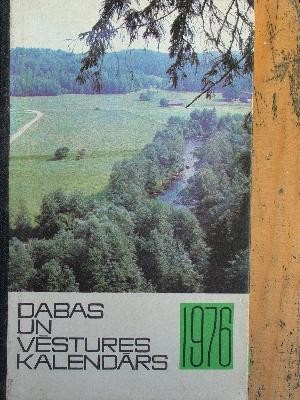 DABAS
UN
VĒSTURES
KALENDĀRS
1976